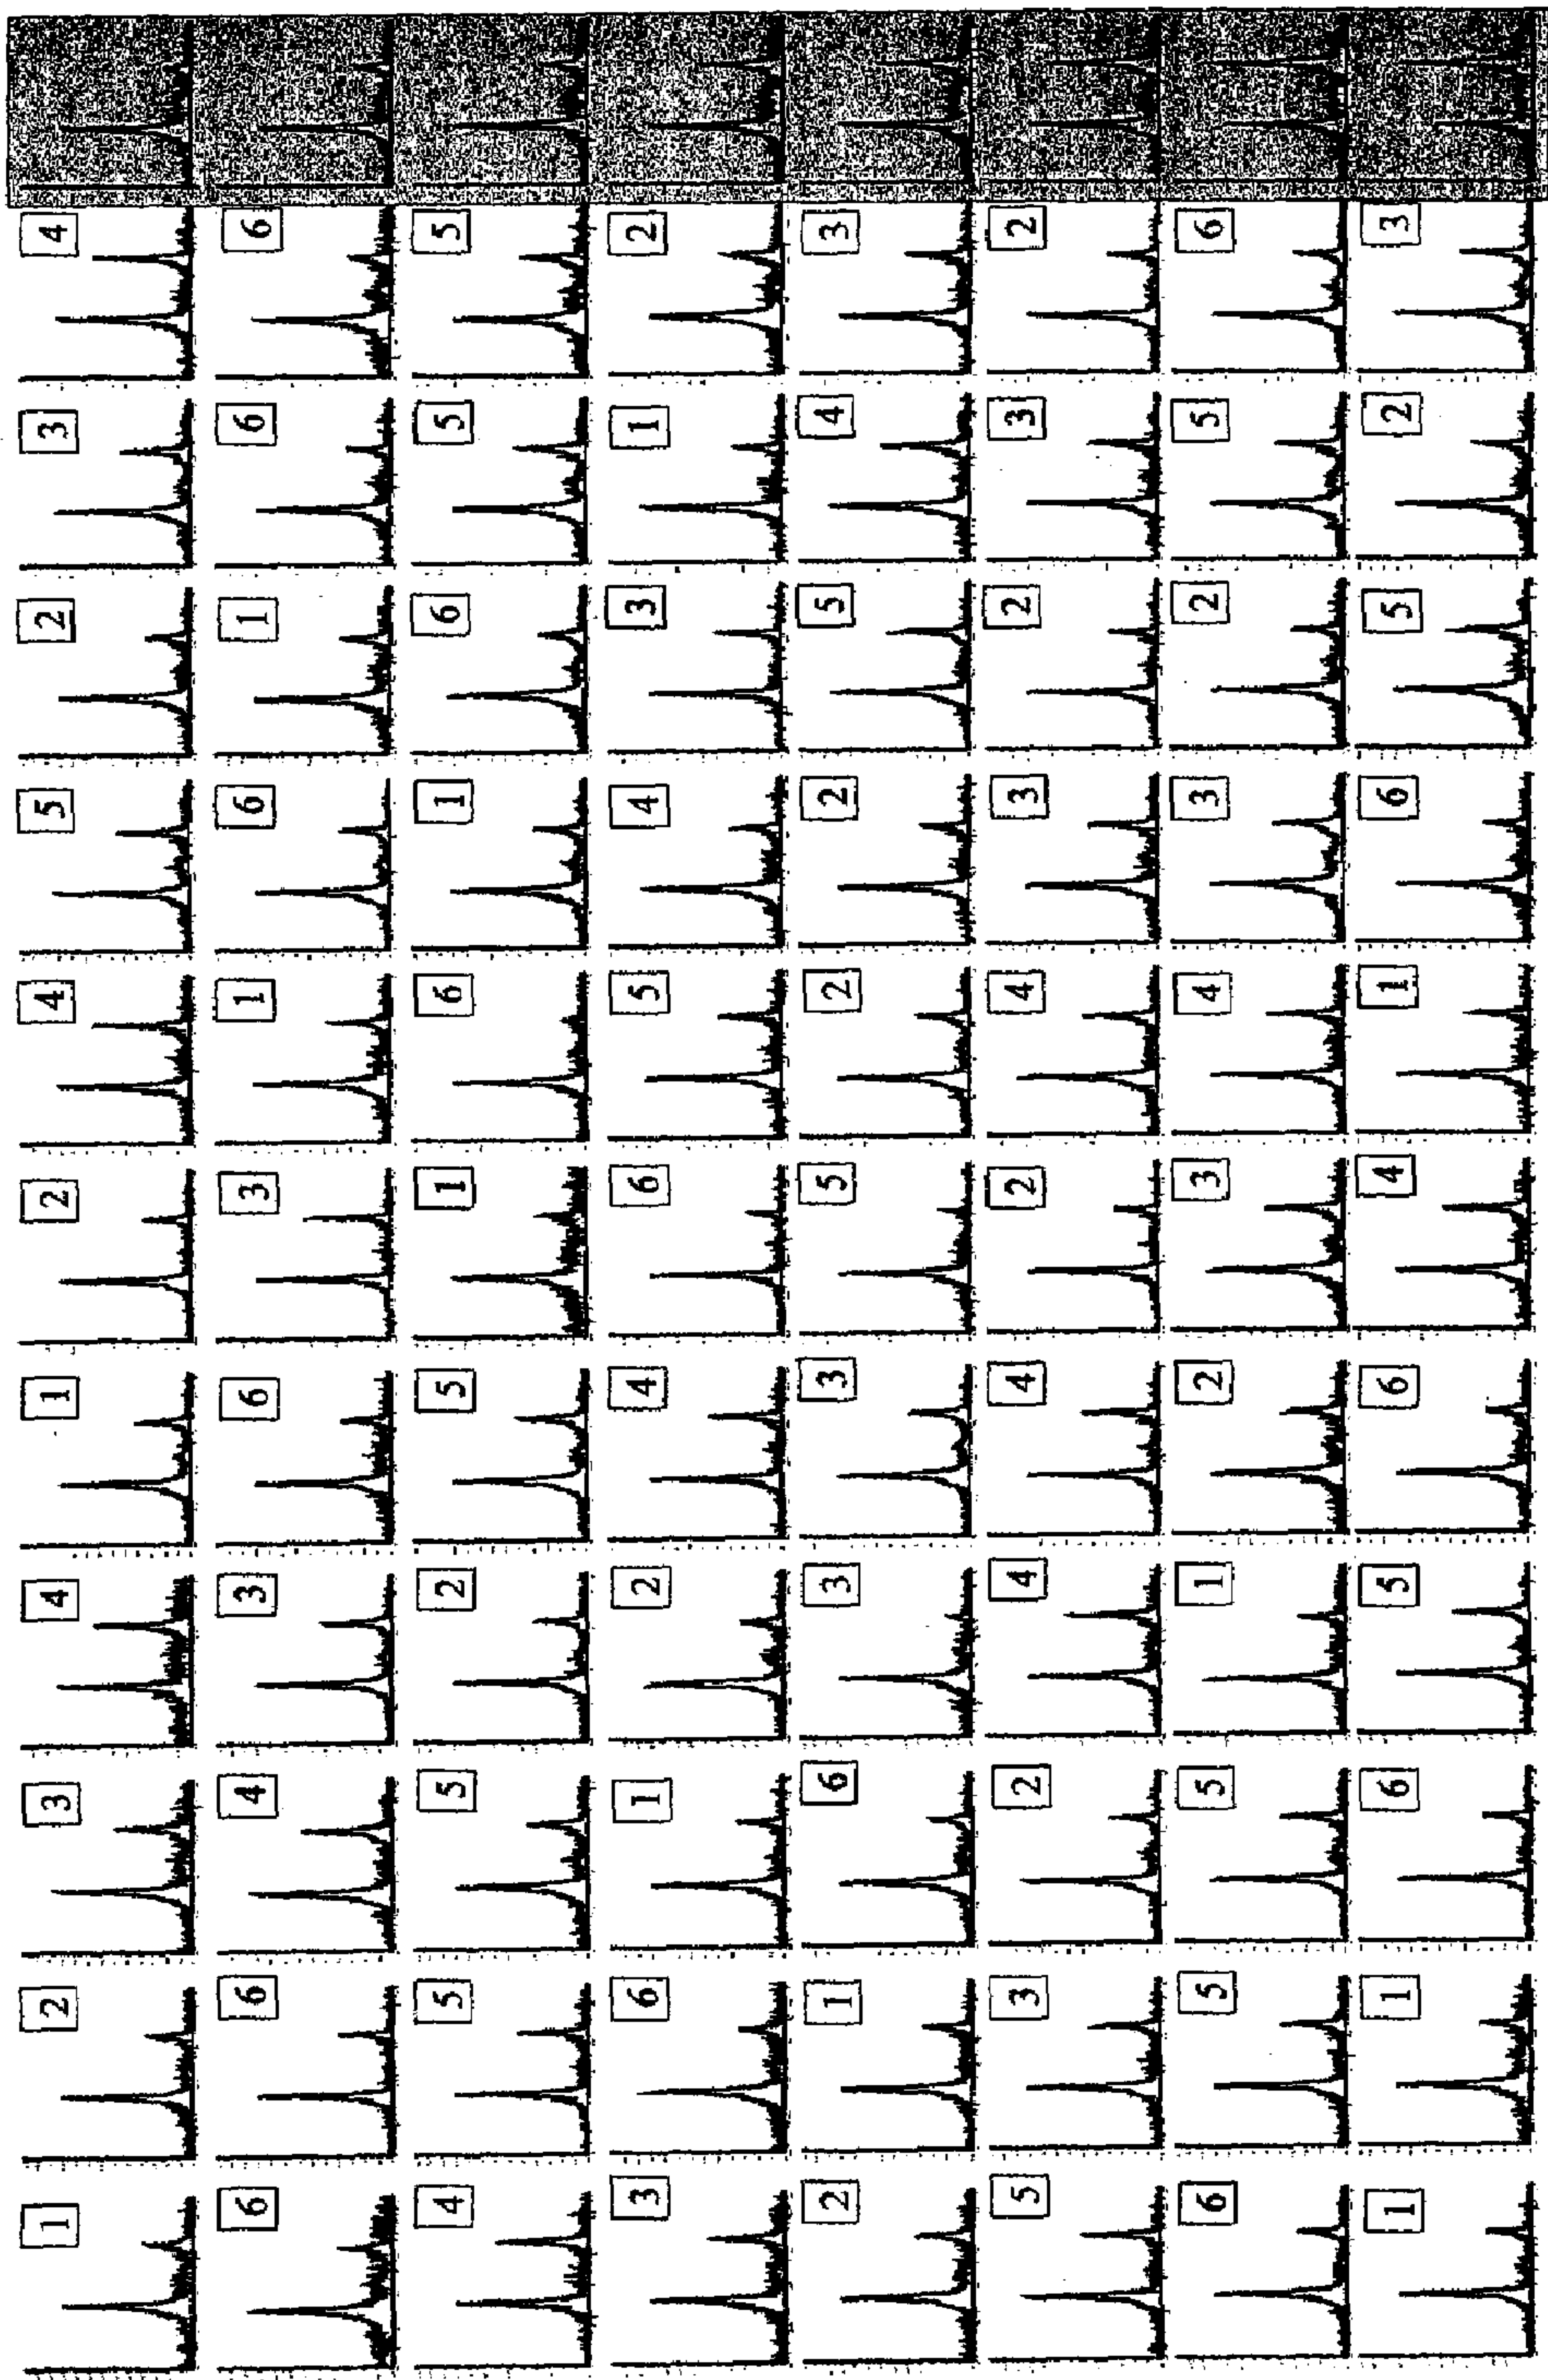 1 2 3 4 1 2 4 5 2 3 4
6 6 4 3 6 3 1 6 1 6 6
4 5 5 2 5 1 6 1 6 5 5
3 6 1 2 4 6 5 4 3 1 2
2 1 6 3 3 5 2 2 5 4 3
5 3 2 4 4 2 4 3 2 3 2
6 5 5 1 2 3 4 3 2 5 6
1 1 6 5 6 4 1 6 5 2 3